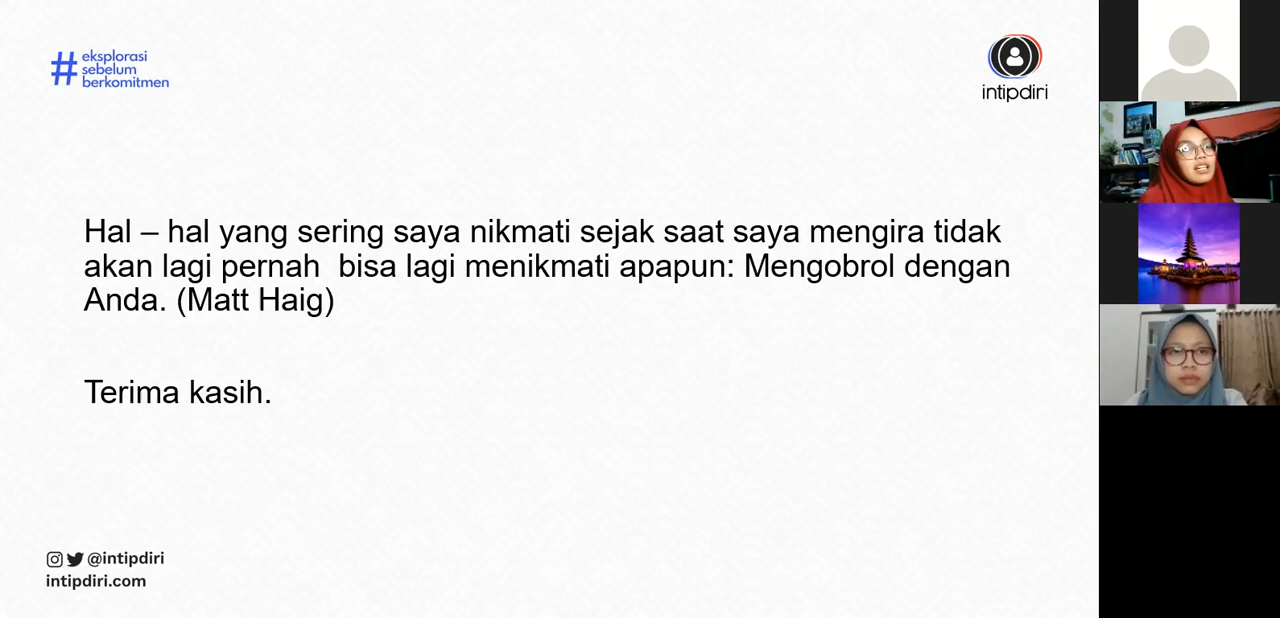 #eksplorasi
sebelum
berkomitmen
intipdiri
Hal – hal yang sering saya nikmati sejak saat saya mengira tidak
akan lagi pernah  bisa lagi menikmati apapun: Mengobrol dengan
Anda. (Matt Haig)
Terima kasih.
@intipdiri
intipdiri.com